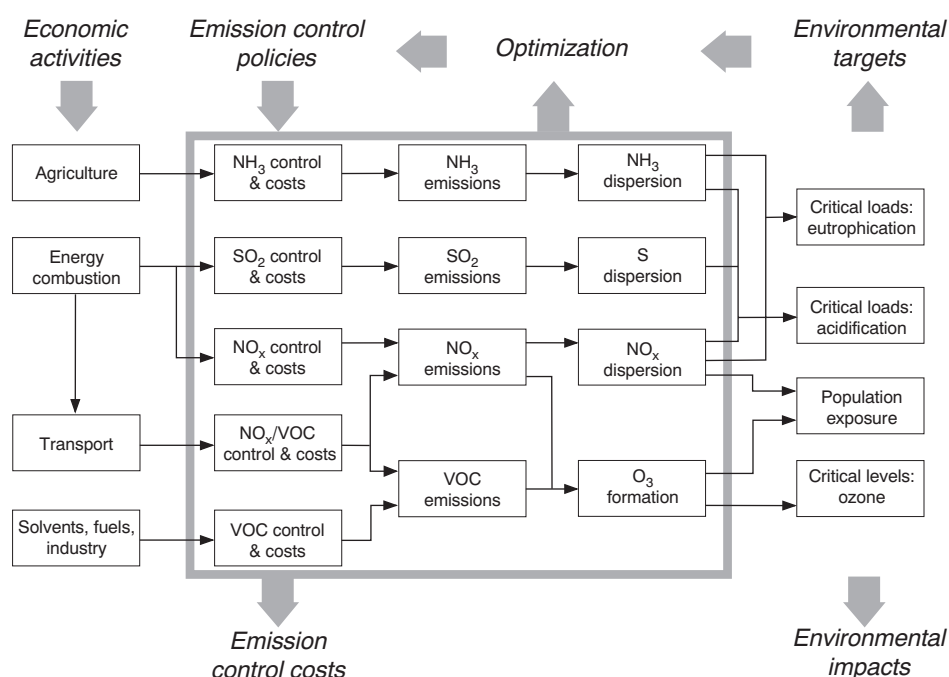 Economic
activities
Emission control
policies
Optimization
Environmental
targets
Agriculture
NH₃ control
& costs
NH₃
emissions
NH₃
dispersion
Critical loads:
eutrophication
Energy
combustion
SO₂ control
& costs
SO₂
emissions
S
dispersion
Critical loads:
acidification
NOₓ control
& costs
NOₓ
emissions
NOₓ
dispersion
Population
exposure
Transport
NOₓ/VOC
control & costs
VOC
emissions
O₃
formation
Critical levels:
ozone
Solvents, fuels,
industry
VOC control
& costs
Emission
control costs
Environmental
impacts